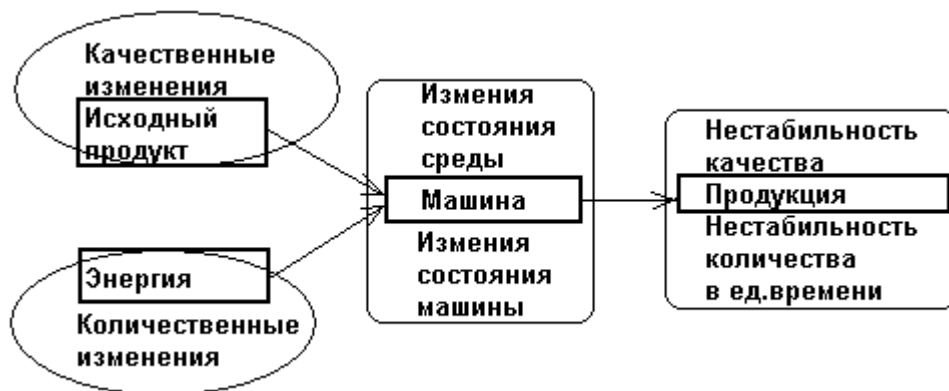 Качественные
изменения
Исходный
продукт
Энергия
Количественные
изменения
Измения
состояния
среды
Машина
Измения
состояния
машины
Нестабильность
качества
Продукция
Нестабильность
количества
в ед.времени